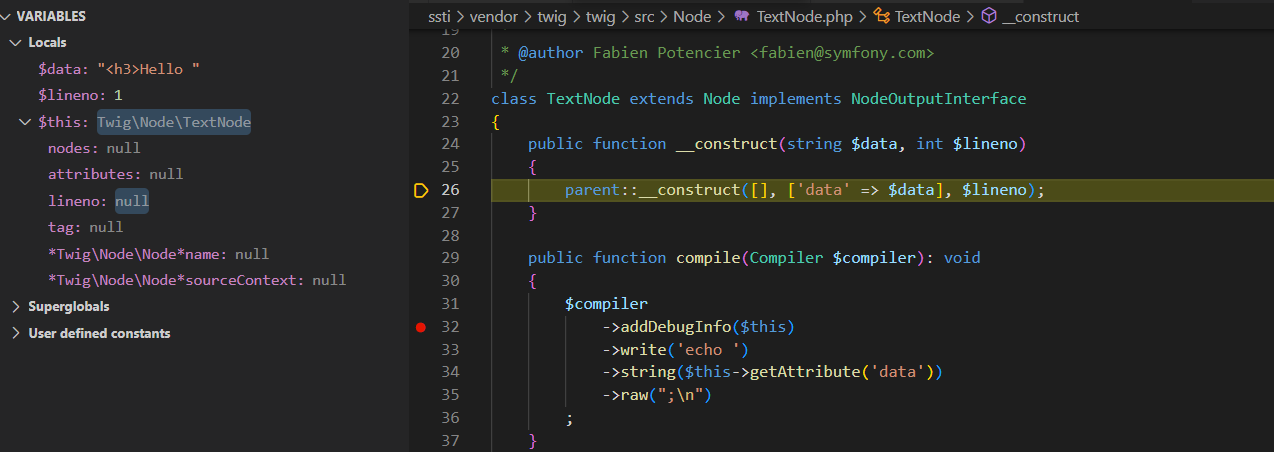 VARIABLES
Locals
$data: "<h3>Hello "
$lineno: 1
$this: Twig\Node\TextNode
nodes: null
attributes: null
lineno: null
tag: null
*Twig\Node\Node*name: null
*Twig\Node\Node*sourceContext: null
Superglobals
User defined constants
ssti > vendor > twig > twig > src > Node > TextNode.php > TextNode > __construct
19 *
20 * @author Fabien Potencier <fabien@symfony.com>
21 */
22 class TextNode extends Node implements NodeOutputInterface
23 {
24 public function __construct(string $data, int $lineno)
25 {
26 parent::__construct([], ['data' => $data], $lineno);
27 }
28
29 public function compile(Compiler $compiler): void
30 {
31 $compiler
32 ->addDebugInfo($this)
33 ->write('echo ')
34 ->string($this->getAttribute('data'))
35 ->raw(";\n")
36 ;
37 }